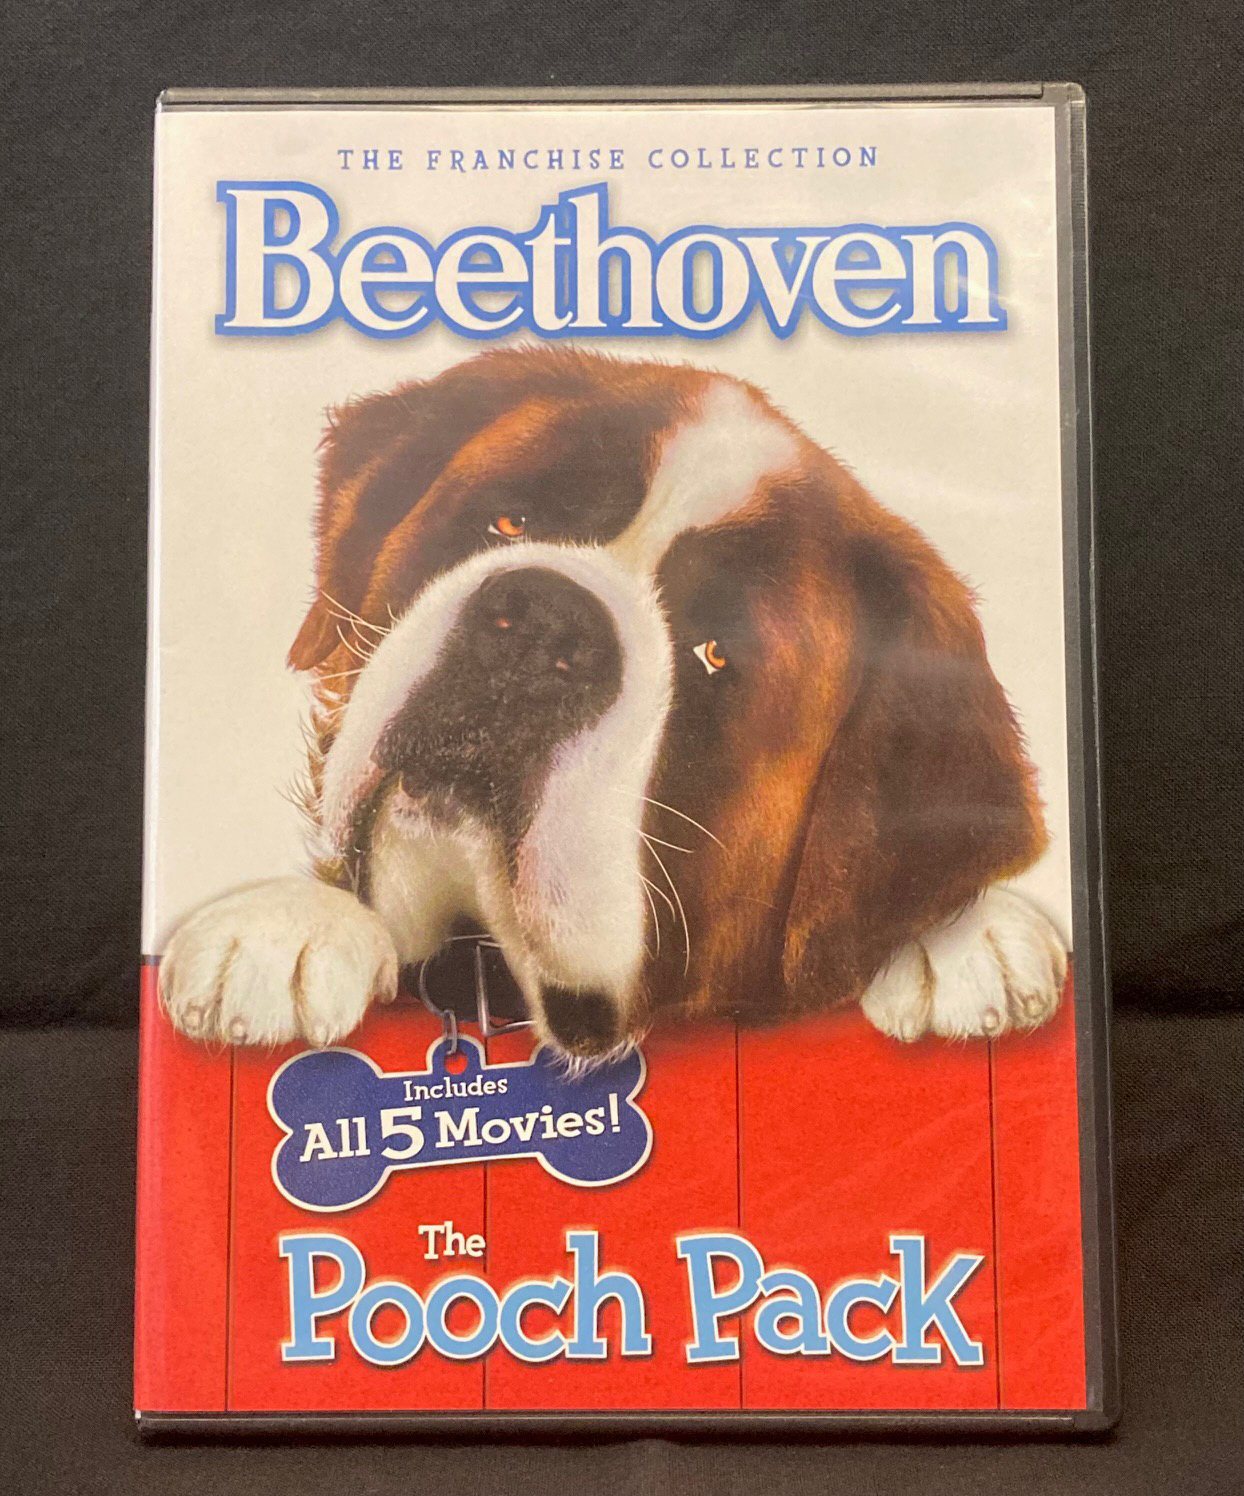 THE FRANCHISE COLLECTION
Beethoven
Includes
All 5 Movies!
The
Pooch Pack